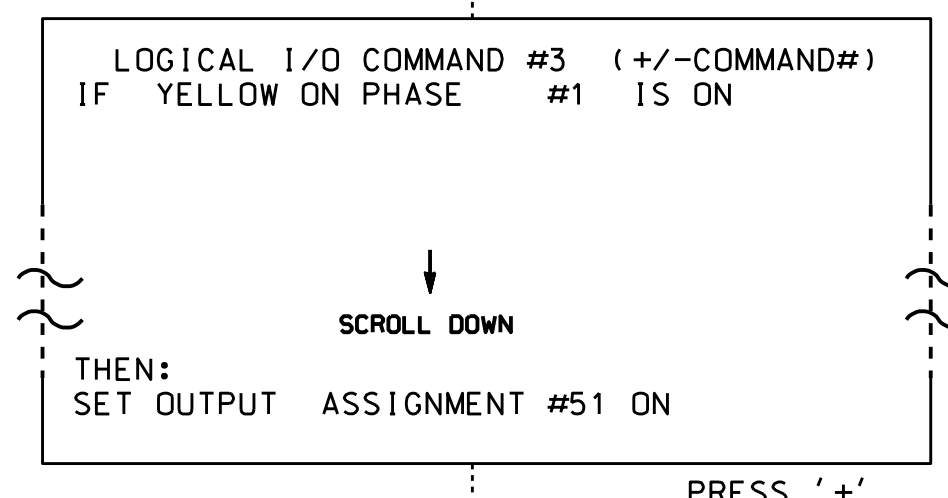 LOGICAL I/O COMMAND #3 (+/-COMMAND#)
IF YELLOW ON PHASE #1 IS ON
SCROLL DOWN
THEN:
SET OUTPUT ASSIGNMENT #51 ON
PRESS '+'